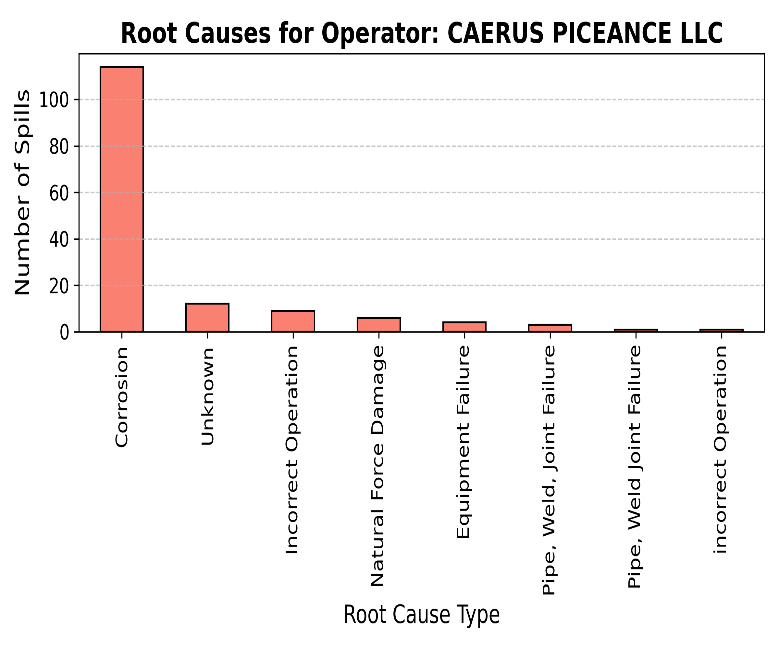 Root Causes for Operator: CAERUS PICEANCE LLC
Number of Spills
100
80
60
40
20
0
Corrosion
Unknown
Incorrect Operation
Natural Force Damage
Equipment Failure
Pipe, Weld, Joint Failure
Pipe, Weld Joint Failure
incorrect Operation
Root Cause Type